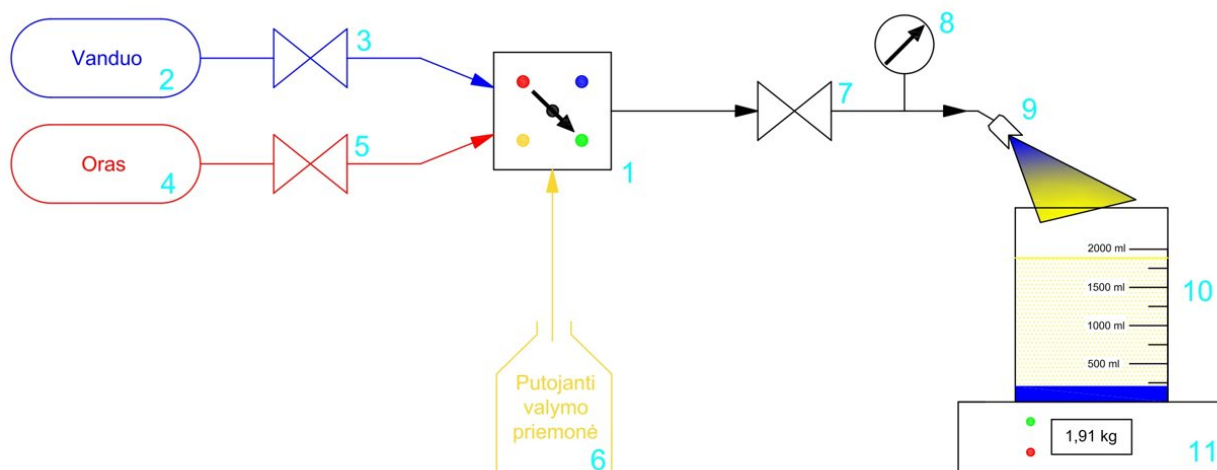 8
Vanduo
2
3
7
9
Oras
4
5
1
2000 ml
1500 ml
10
1000 ml
500 ml
Putojanti
valymo
priemonė
6
1,91 kg
11